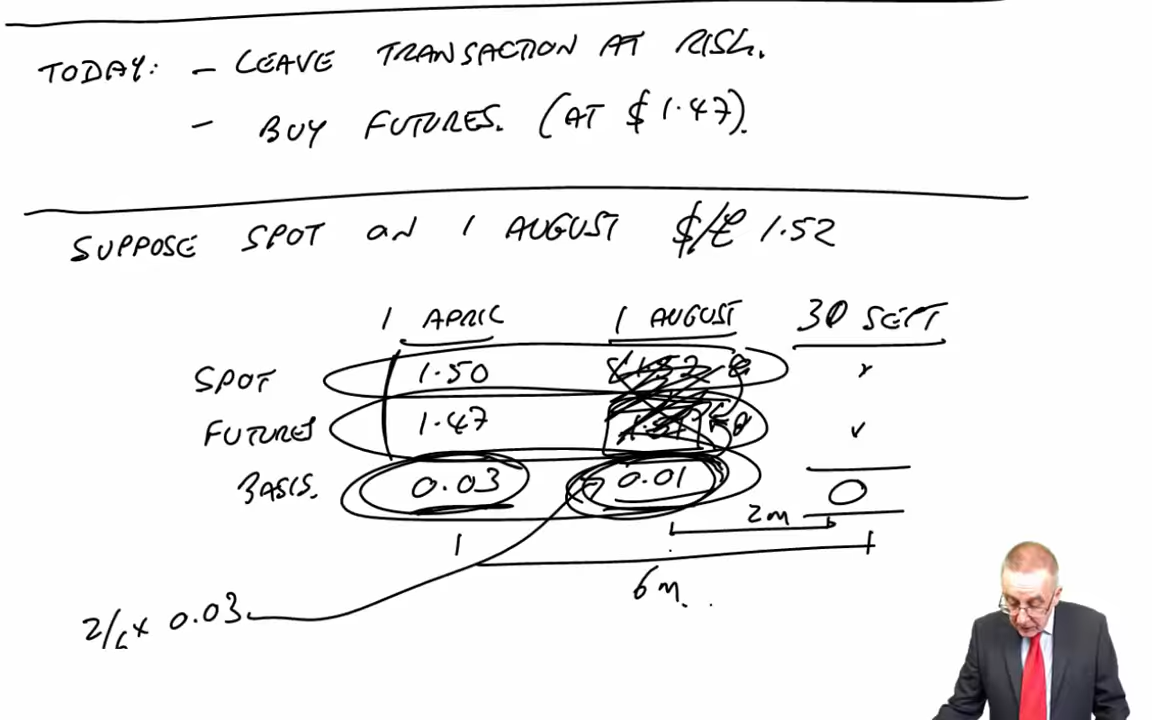 TODAY: - LEAVE TRANSACTION AT RISK.
- BUY FUTURES. (AT $ 1.47).
SUPPOSE SPOT ON 1 AUGUST $/£ 1.52
1 APRIL 1 AUGUST 30 SEPT
SPOT 1.50
FUTURES 1.47
BASIS. 0.03 0.01 0
2m
6m.
2/6 x 0.03